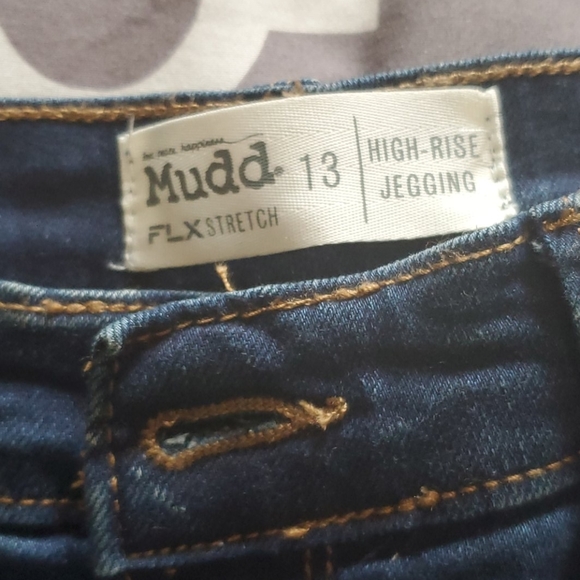 Mudd.
FLX STRETCH
13
HIGH-RISE
JEGGING